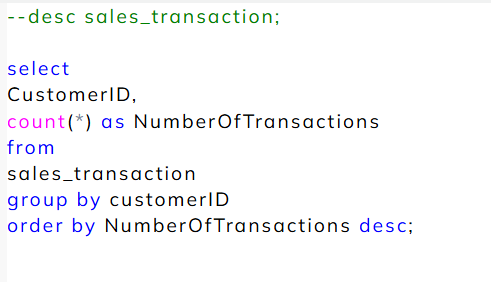 --desc sales_transaction;
select
CustomerID,
count(*) as NumberOfTransactions
from
sales_transaction
group by customerID
order by NumberOfTransactions desc;